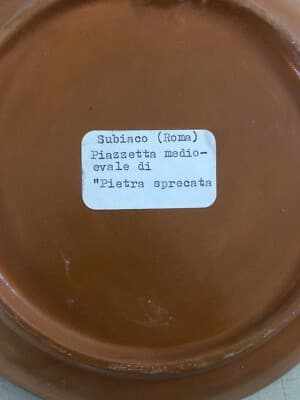 Subiaco (Roma)
Piazzetta medio-
evale di
"Pietra sprecata